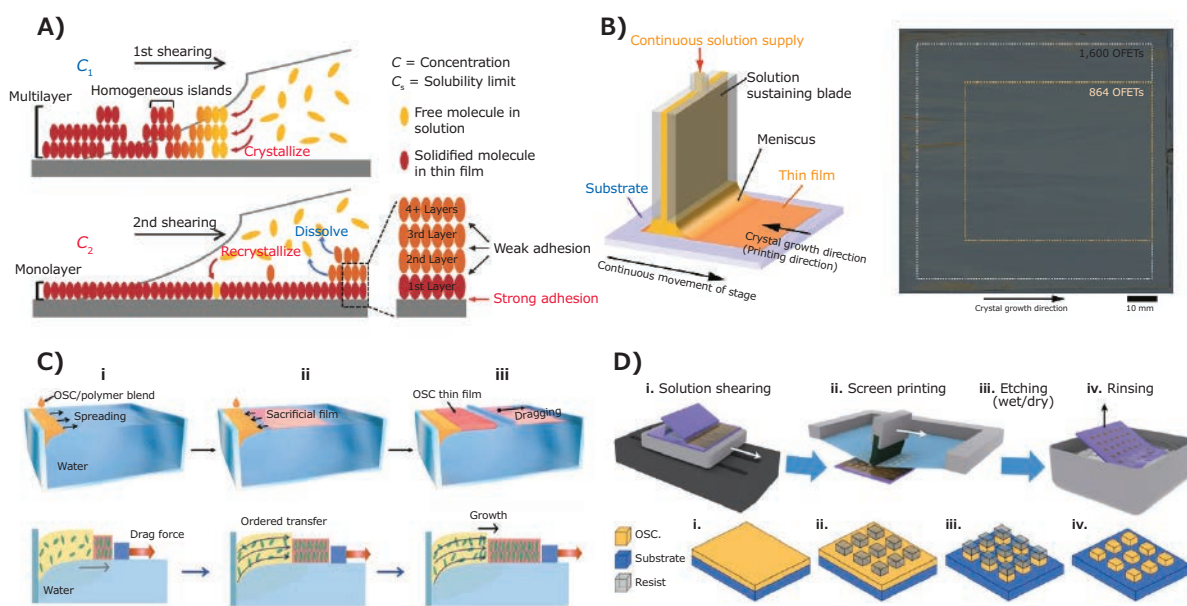 A)
1st shearing
C1
Homogeneous islands
Multilayer
Crystallize
C = Concentration
Cs = Solubility limit
Free molecule in
solution
Solidified molecule
in thin film
2nd shearing
C2
Dissolve
Recrystallize
Monolayer
4+ Layers
3rd Layer
2nd Layer
1st Layer
Weak adhesion
Strong adhesion
B)
Continuous solution supply
Solution
sustaining blade
Meniscus
Substrate
Thin film
Crystal growth direction
(Printing direction)
Continuous movement of stage
1,600 OFETs
864 OFETs
Crystal growth direction
10 mm
C)
i
ii
iii
OSC/polymer blend
Spreading
Water
Sacrificial film
OSC thin film
Dragging
Drag force
Water
Ordered transfer
Growth
D)
i. Solution shearing
ii. Screen printing
iii. Etching
(wet/dry)
iv. Rinsing
i.
ii.
iii.
iv.
OSC.
Substrate
Resist